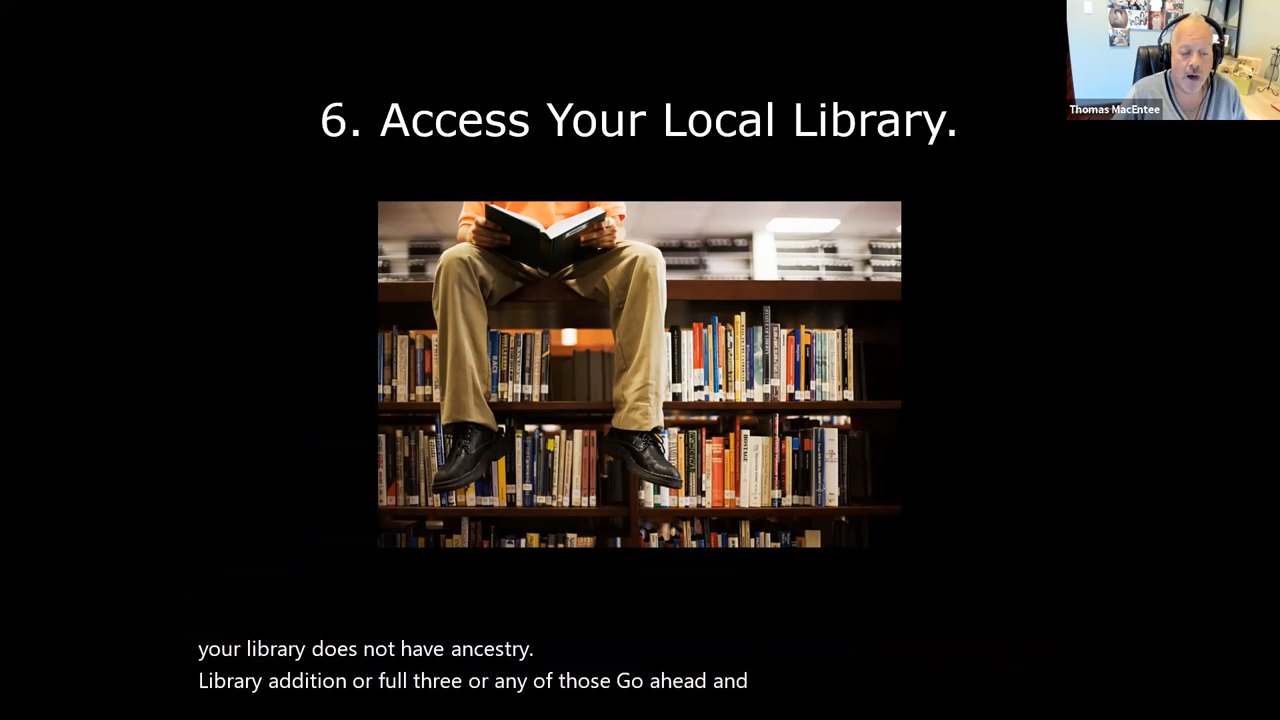 6. Access Your Local Library.
Thomas MacEntee
your library does not have ancestry.
Library addition or full three or any of those Go ahead and